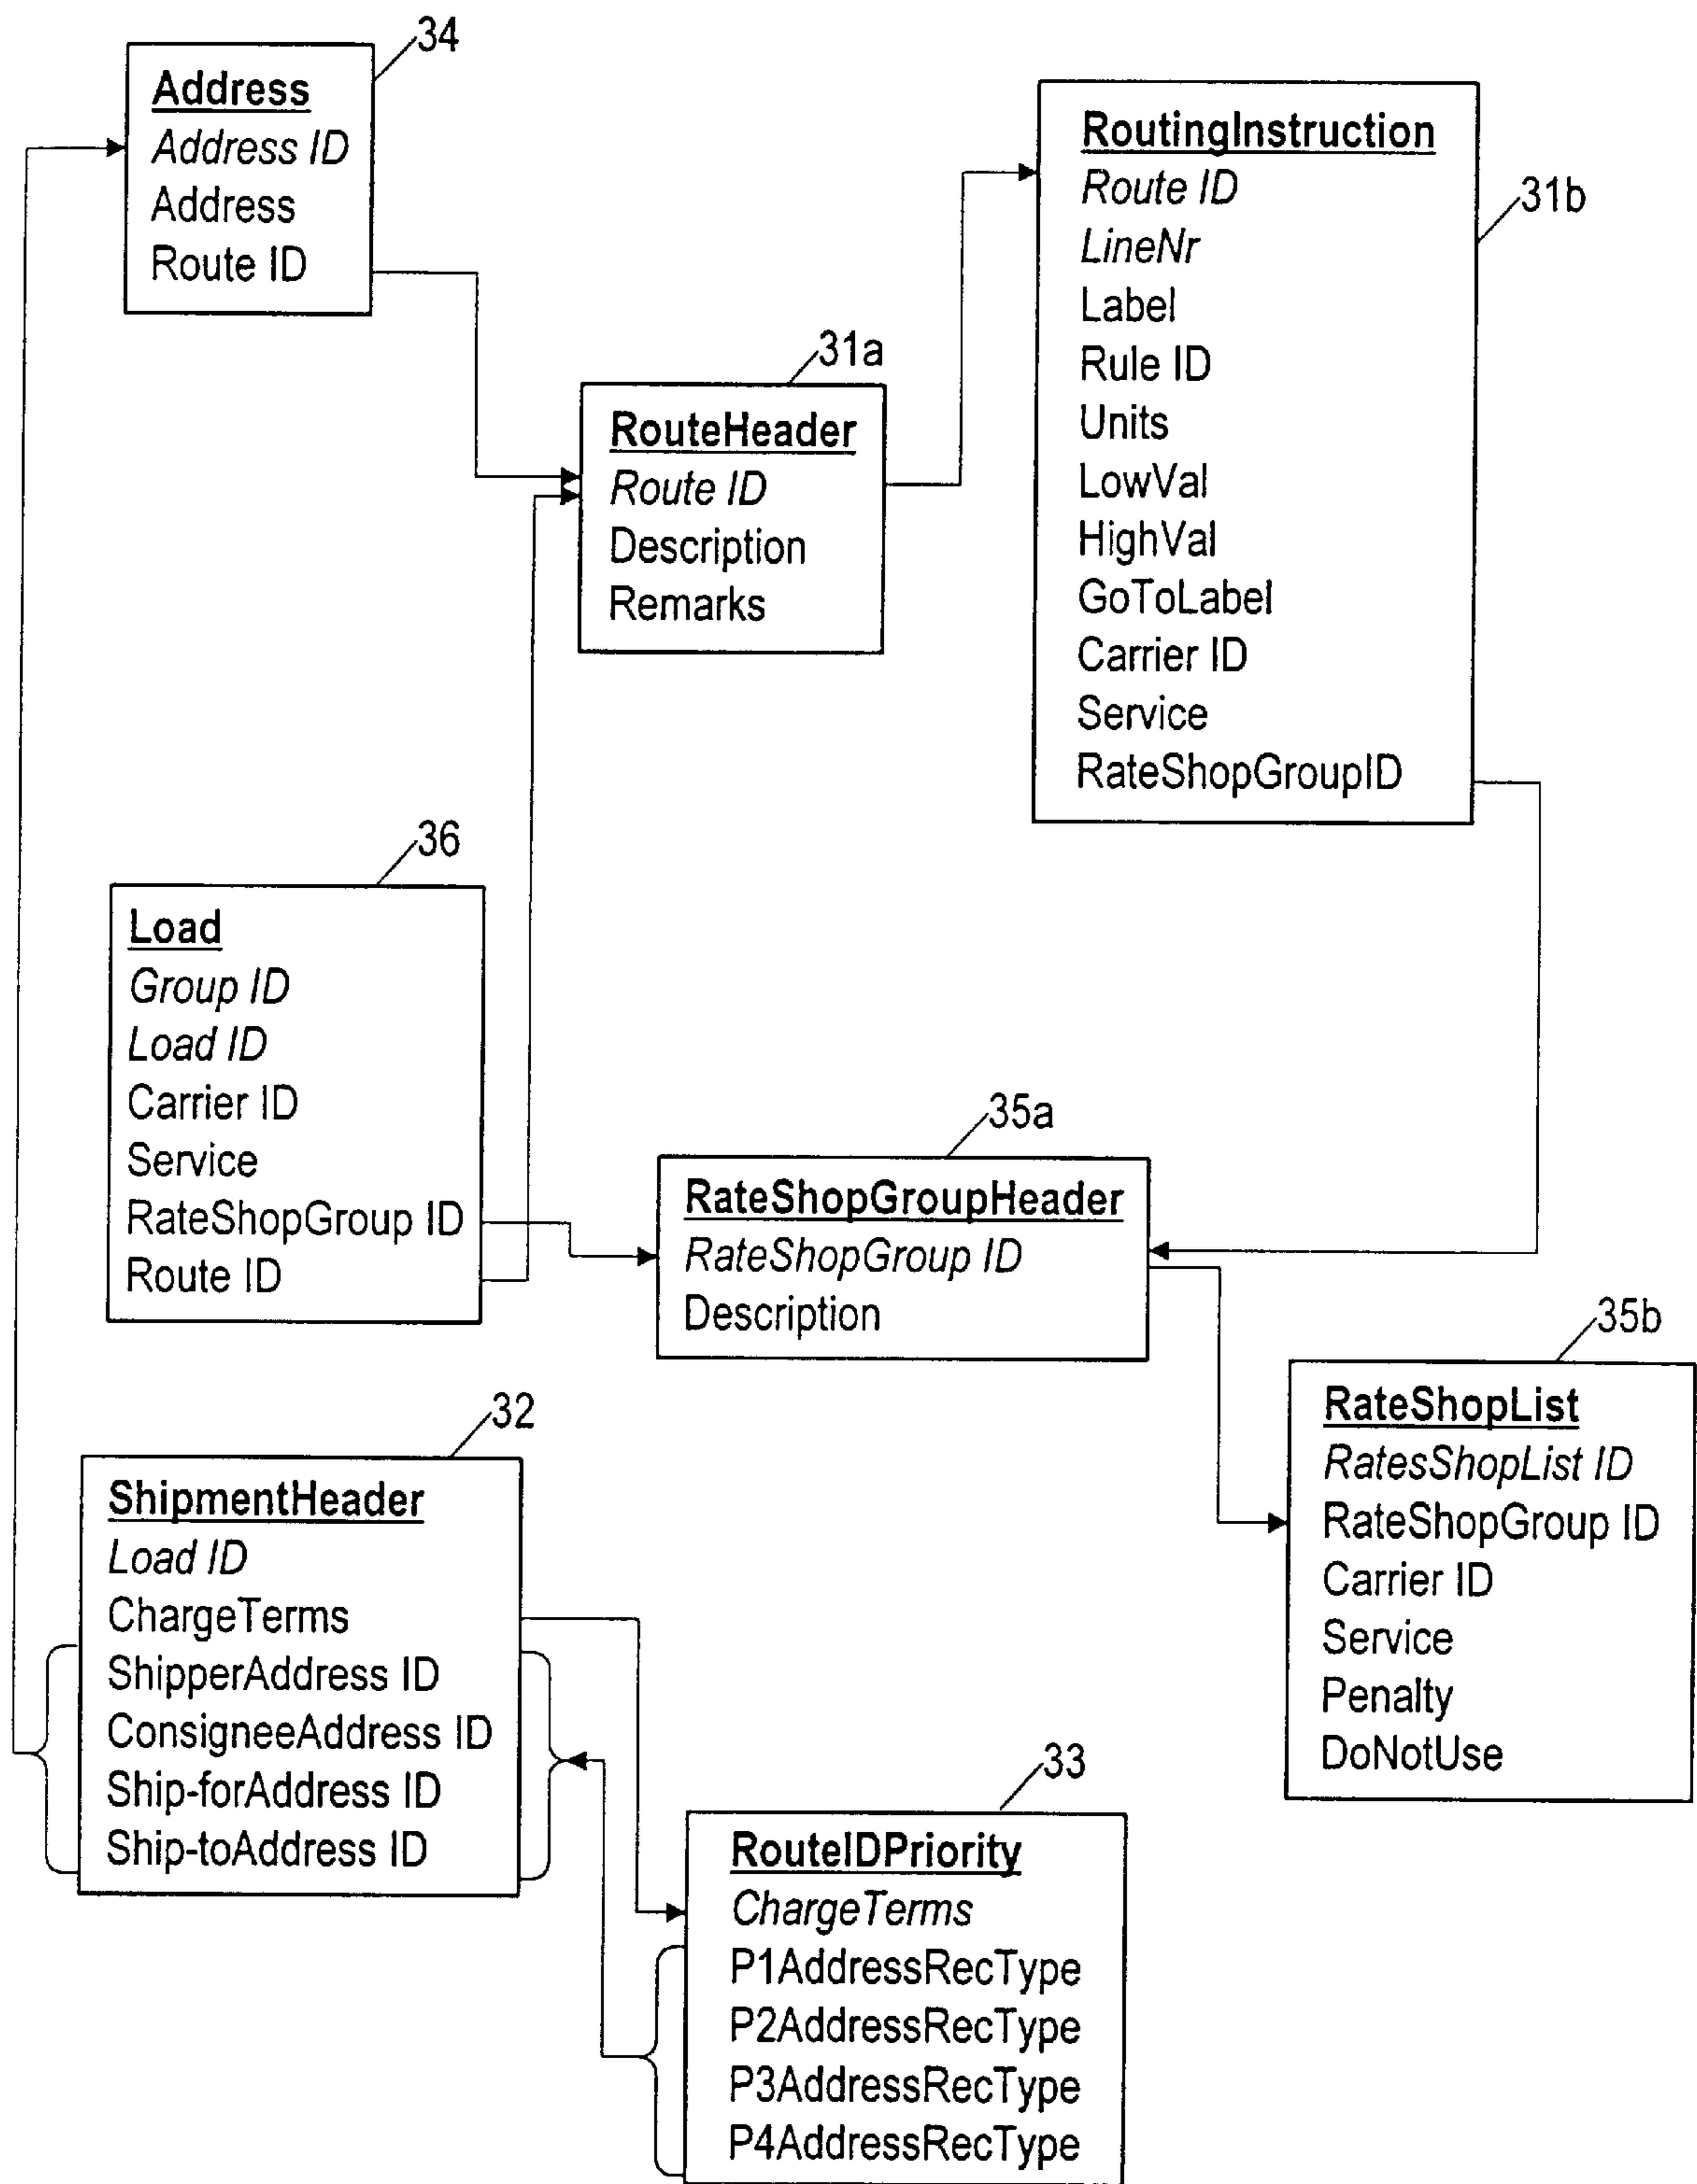 34
Address
Address ID
Address
Route ID
31b
RoutingInstruction
Route ID
LineNr
Label
Rule ID
Units
LowVal
HighVal
GoToLabel
Carrier ID
Service
RateShopGroupID
31a
RouteHeader
Route ID
Description
Remarks
36
Load
Group ID
Load ID
Carrier ID
Service
RateShopGroup ID
Route ID
35a
RateShopGroupHeader
RateShopGroup ID
Description
35b
RateShopList
RatesShopList ID
RateShopGroup ID
Carrier ID
Service
Penalty
DoNotUse
32
ShipmentHeader
Load ID
ChargeTerms
ShipperAddress ID
ConsigneeAddress ID
Ship-forAddress ID
Ship-toAddress ID
33
RouteIDPriority
ChargeTerms
P1AddressRecType
P2AddressRecType
P3AddressRecType
P4AddressRecType